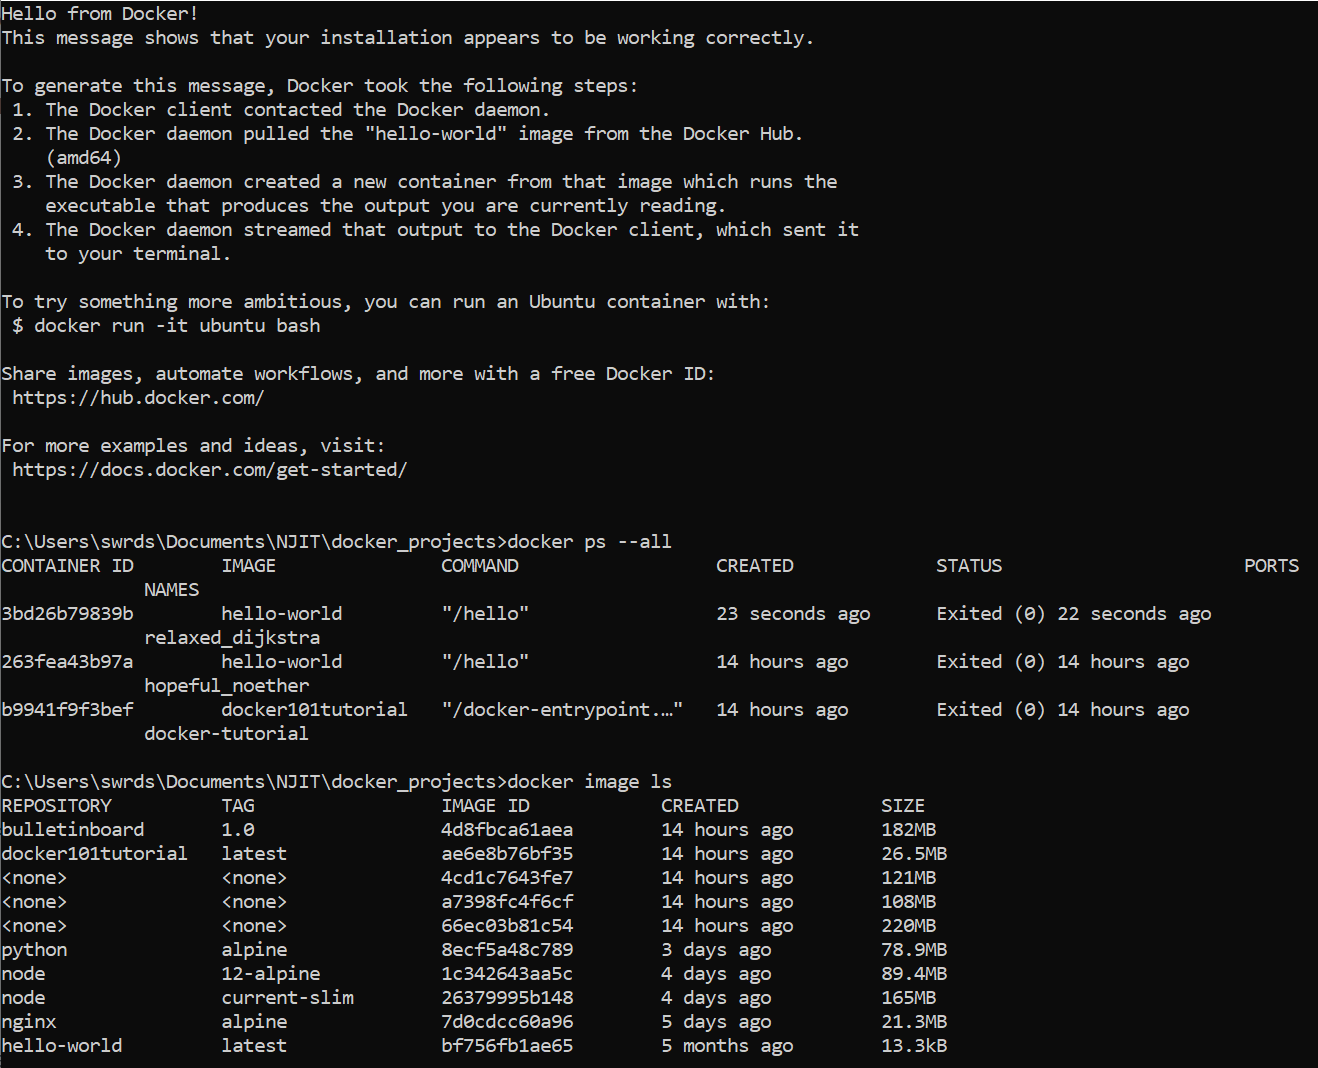 Hello from Docker!
This message shows that your installation appears to be working correctly.
To generate this message, Docker took the following steps:
1. The Docker client contacted the Docker daemon.
2. The Docker daemon pulled the "hello-world" image from the Docker Hub.
(amd64)
3. The Docker daemon created a new container from that image which runs the
executable that produces the output you are currently reading.
4. The Docker daemon streamed that output to the Docker client, which sent it
to your terminal.
To try something more ambitious, you can run an Ubuntu container with:
$ docker run -it ubuntu bash
Share images, automate workflows, and more with a free Docker ID:
https://hub.docker.com/
For more examples and ideas, visit:
https://docs.docker.com/get-started/
C:\Users\swrds\Documents\NJIT\docker_projects>docker ps --all
CONTAINER ID IMAGE COMMAND CREATED STATUS PORTS
NAMES
3bd26b79839b hello-world "/hello" 23 seconds ago Exited (0) 22 seconds ago
relaxed_dijkstra
263fea43b97a hello-world "/hello" 14 hours ago Exited (0) 14 hours ago
hopeful_noether
b9941f9f3bef docker101tutorial "/docker-entrypoint.…" 14 hours ago Exited (0) 14 hours ago
docker-tutorial
C:\Users\swrds\Documents\NJIT\docker_projects>docker image ls
REPOSITORY TAG IMAGE ID CREATED SIZE
bulletinboard 1.0 4d8fbca61aea 14 hours ago 182MB
docker101tutorial latest ae6e8b76bf35 14 hours ago 26.5MB
<none> <none> 4cd1c7643fe7 14 hours ago 121MB
<none> <none> a7398fc4f6cf 14 hours ago 108MB
<none> <none> 66ec03b81c54 14 hours ago 220MB
python alpine 8ecf5a48c789 3 days ago 78.9MB
node 12-alpine 1c342643aa5c 4 days ago 89.4MB
node current-slim 26379995b148 4 days ago 165MB
nginx alpine 7d0cdcc60a96 5 days ago 21.3MB
hello-world latest bf756fb1ae65 5 months ago 13.3kB